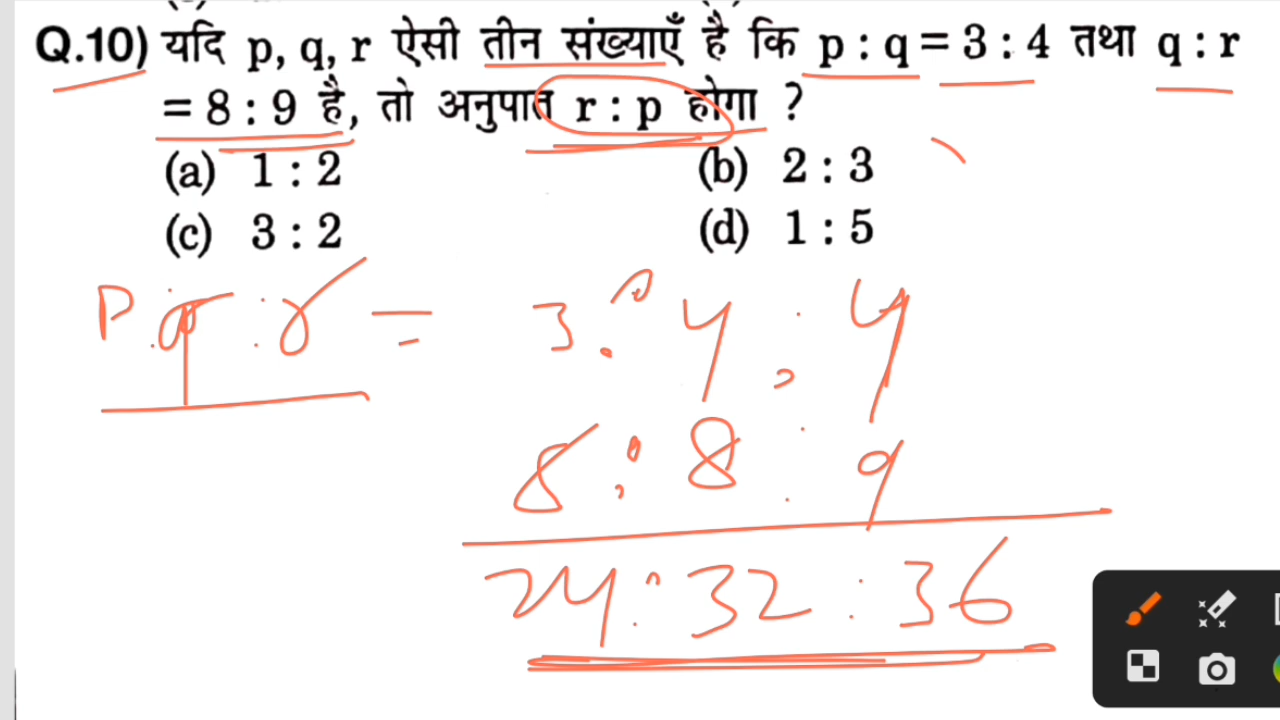 Q.10) यदि p, q, r ऐसी तीन संख्याएँ है कि p : q = 3 : 4 तथा q : r
= 8 : 9 है, तो अनुपात r : p होगा ?
(a) 1 : 2
(b) 2 : 3
(c) 3 : 2
(d) 1 : 5
P : q : r = 3 : 4 : 4
8 : 8 : 9
24 : 32 : 36